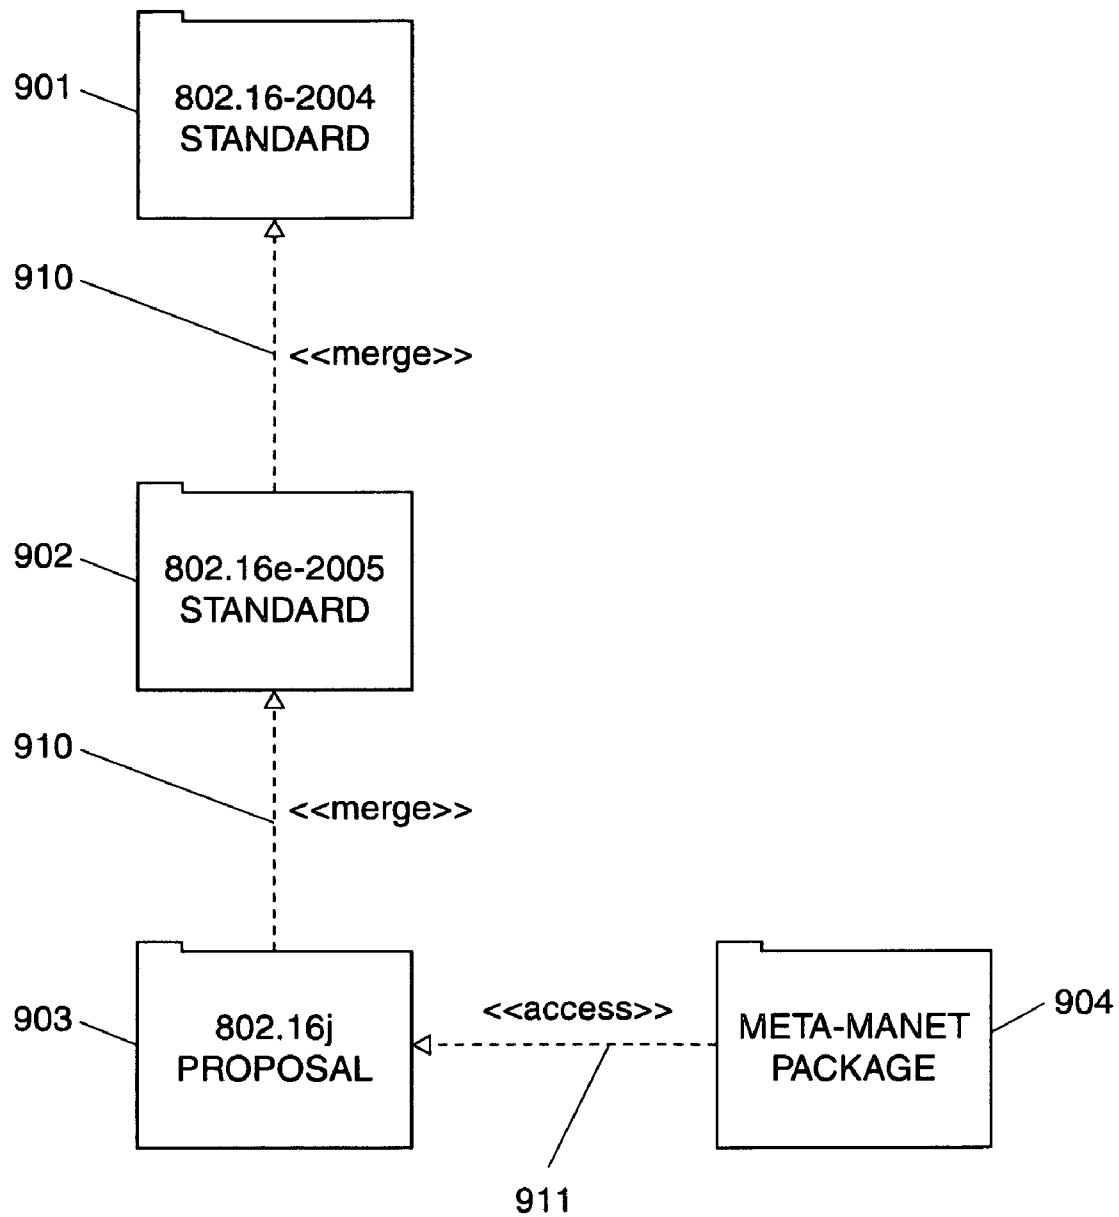 901
802.16-2004
STANDARD
910
<<merge>>
902
802.16e-2005
STANDARD
910
<<merge>>
903
802.16j
PROPOSAL
<<access>>
META-MANET
PACKAGE
904
911